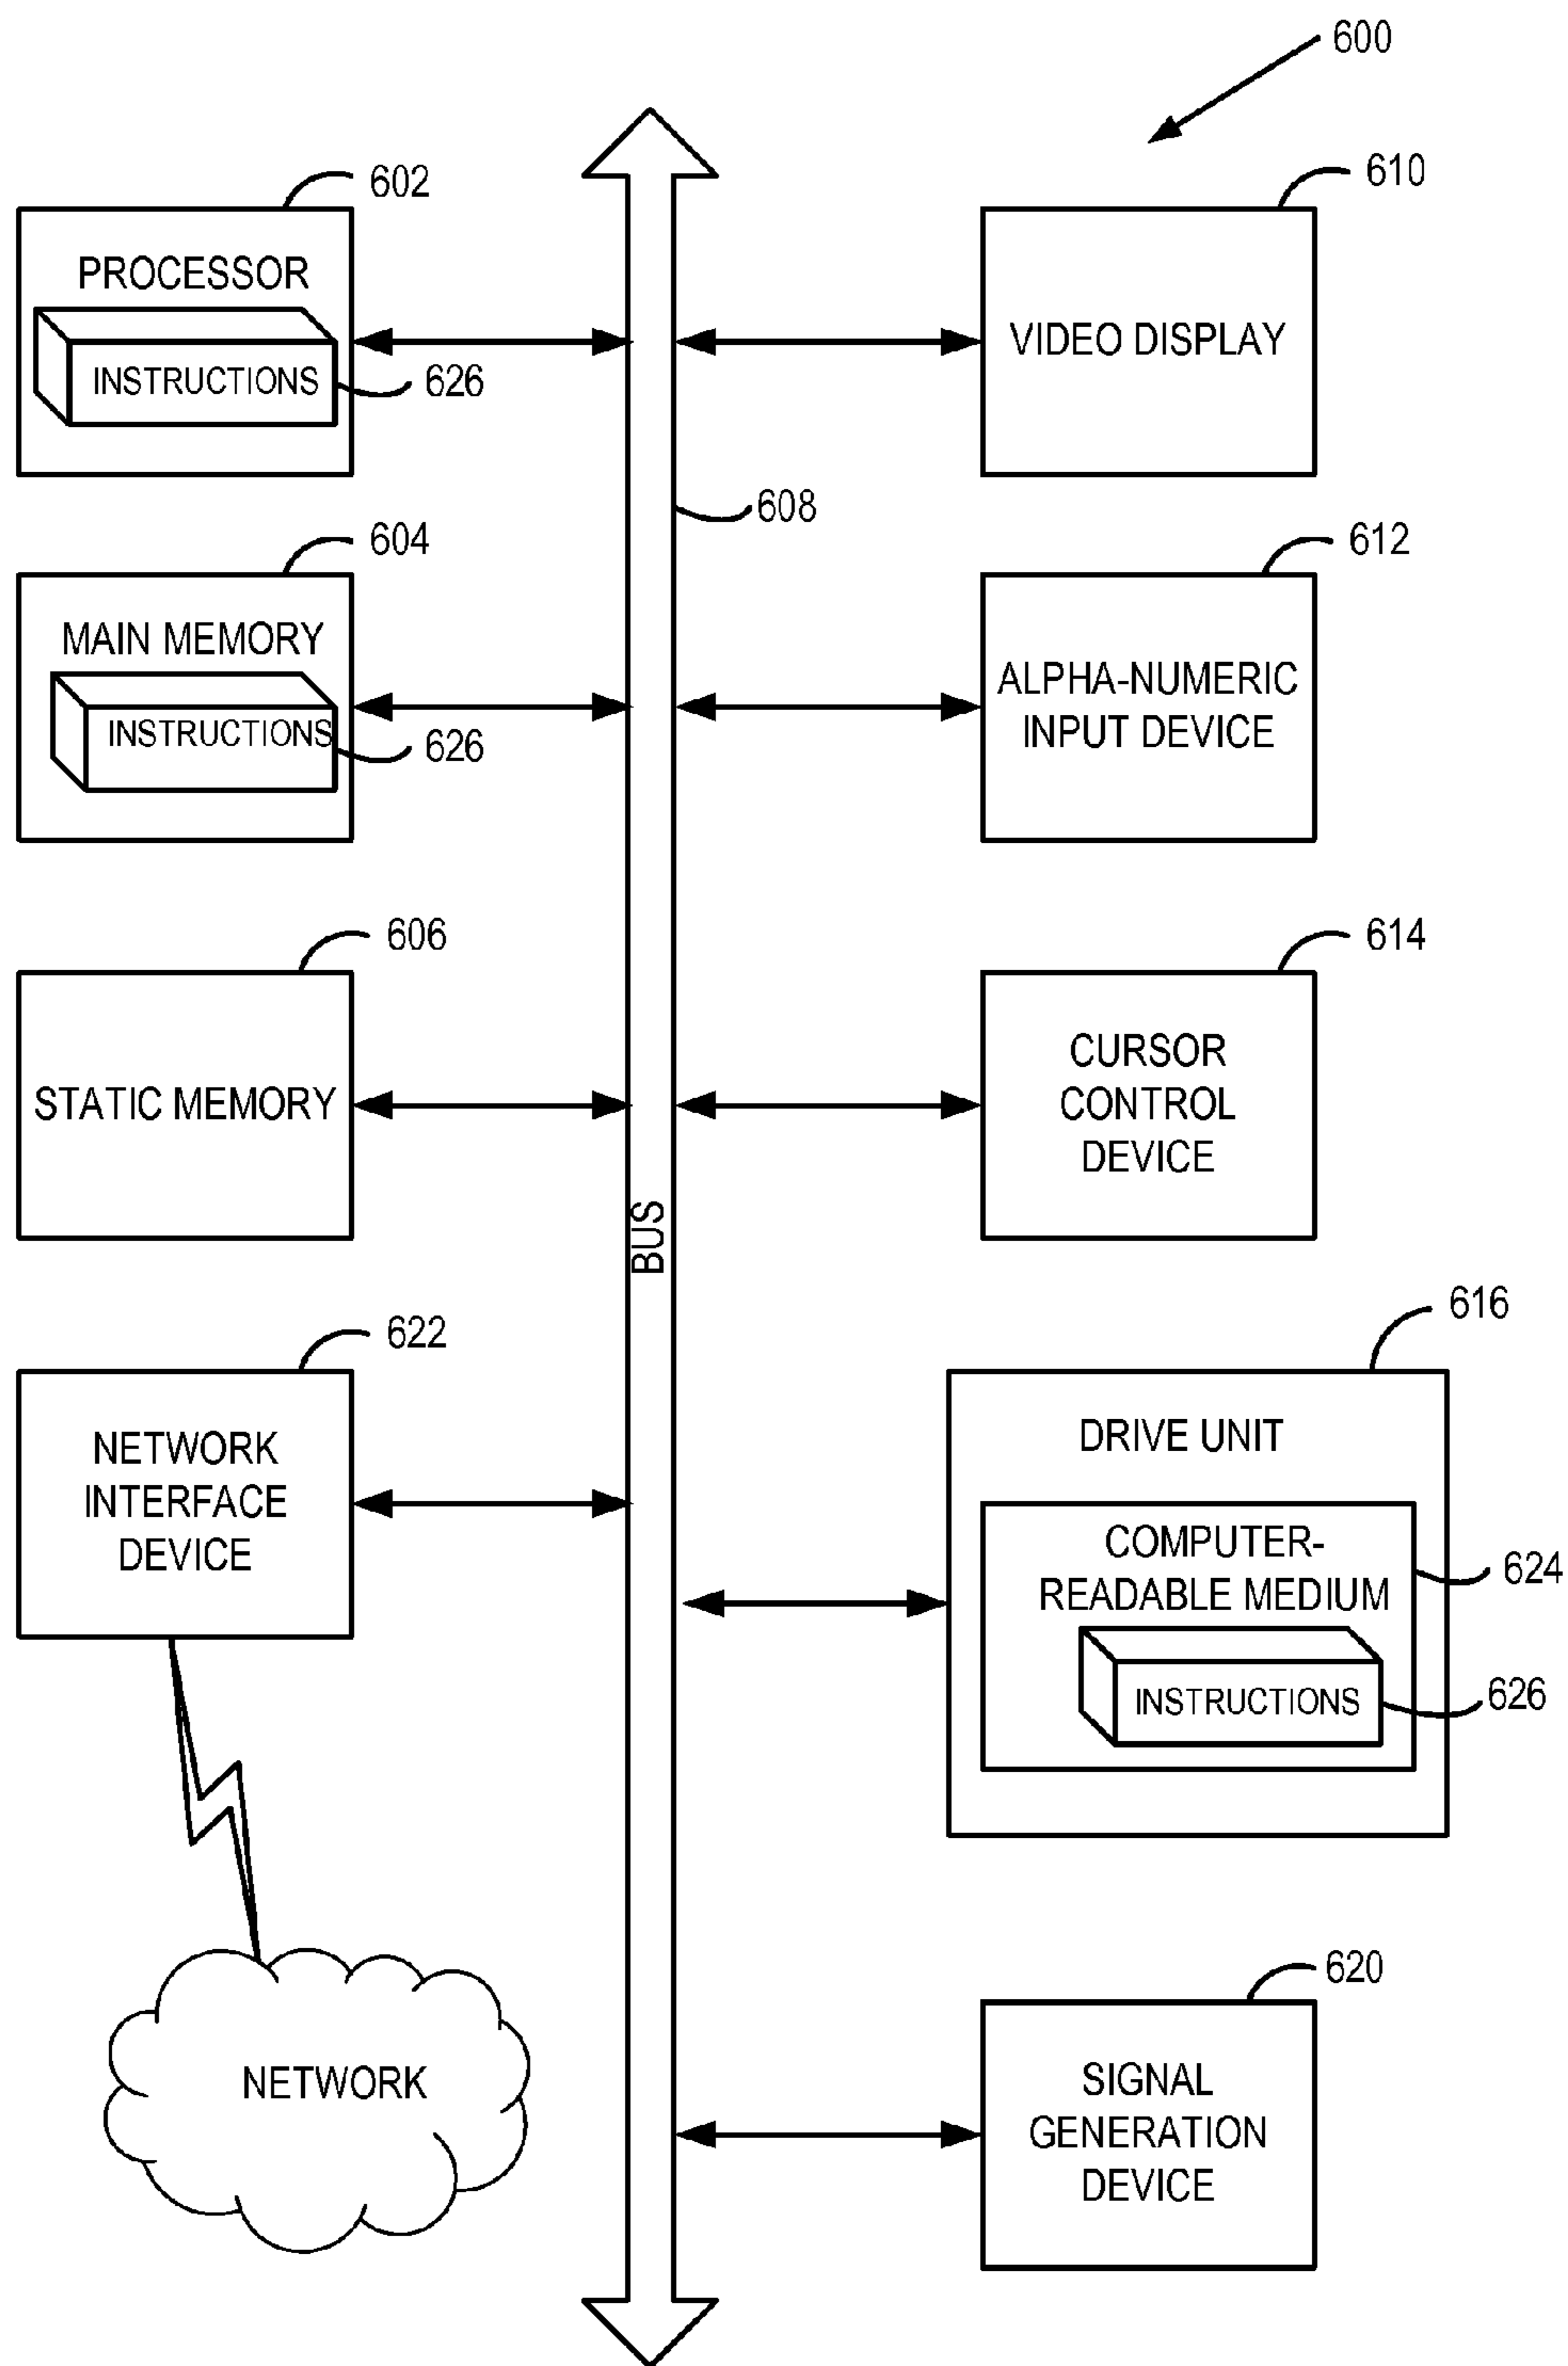 600
602
PROCESSOR
INSTRUCTIONS
626
610
VIDEO DISPLAY
608
604
MAIN MEMORY
INSTRUCTIONS
626
612
ALPHA-NUMERIC
INPUT DEVICE
606
STATIC MEMORY
614
CURSOR
CONTROL
DEVICE
BUS
622
NETWORK
INTERFACE
DEVICE
616
DRIVE UNIT
COMPUTER-
READABLE MEDIUM
624
INSTRUCTIONS
626
NETWORK
620
SIGNAL
GENERATION
DEVICE